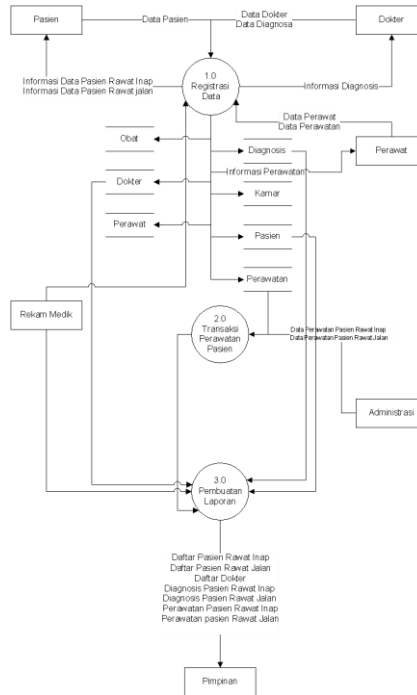 Pasien
Data Pasien
Data Dokter
Data Diagnosa
Dokter
Informasi Data Pasien Rawat Inap
Informasi Data Pasien Rawat jalan
1.0
Registrasi
Data
Informasi Diagnosis
Data Perawat
Data Perawatan
Obat
Diagnosis
Perawat
Informasi Perawatan
Dokter
Kamar
Perawat
Pasien
Perawatan
Rekam Medik
2.0
Transaksi
Perawatan
Pasien
Data Perawatan Pasien Rawat Inap
Data Perawatan Pasien Rawat Jalan
Administrasi
3.0
Pembuatan
Laporan
Daftar Pasien Rawat Inap
Daftar Pasien Rawat Jalan
Daftar Dokter
Diagnosis Pasien Rawat Inap
Diagnosis Pasien Rawat Jalan
Perawatan Pasien Rawat Inap
Perawatan pasien Rawat Jalan
Pimpinan